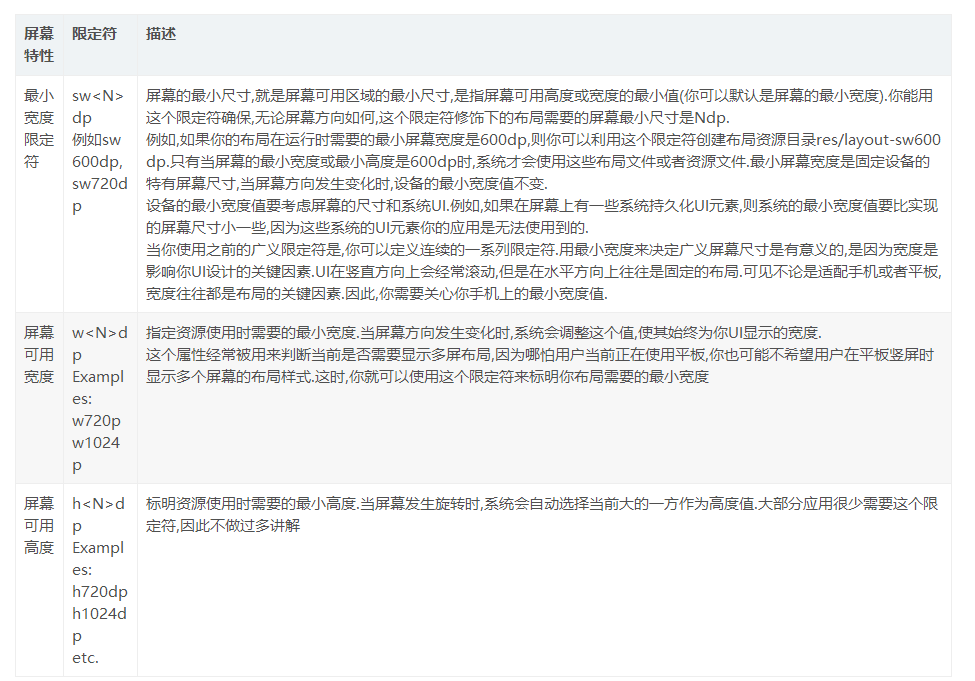 屏幕
特性
限定符
描述
最小
宽度
限定
符
sw<N>
dp
例如sw
600dp,
sw720d
p
屏幕的最小尺寸,就是屏幕可用区域的最小尺寸,是指屏幕可用高度或宽度的最小值(你可以默认是屏幕的最小宽度).你能用
这个限定符确保,无论屏幕方向如何,这个限定符修饰下的布局需要的屏幕最小尺寸是Ndp.
例如,如果你的布局在运行时需要的最小屏幕宽度是600dp,则你可以利用这个限定符创建布局资源目录res/layout-sw600
dp.只有当屏幕的最小宽度或最小高度是600dp时,系统才会使用这些布局文件或者资源文件.最小屏幕宽度是固定设备的
特有屏幕尺寸,当屏幕方向发生变化时,设备的最小宽度值不变.
设备的最小宽度值要考虑屏幕的尺寸和系统UI.例如,如果在屏幕上有一些系统持久化UI元素,则系统的最小宽度值要比实现
的屏幕尺寸小一些,因为这些系统的UI元素你的应用是无法使用到的.
当你使用之前的广义限定符是,你可以定义连续的一系列限定符.用最小宽度来决定广义屏幕尺寸是有意义的,是因为宽度是
影响你UI设计的关键因素.UI在竖直方向上会经常滚动,但是在水平方向上往往是固定的布局.可见不论是适配手机或者平板,
宽度往往都是布局的关键因素.因此,你需要关心你手机上的最小宽度值.
屏幕
可用
宽度
w<N>d
p
Exampl
es:
w720p
w1024
p
指定资源使用时需要的最小宽度.当屏幕方向发生变化时,系统会调整这个值,使其始终为你UI显示的宽度.
这个属性经常被用来判断当前是否需要显示多屏布局,因为哪怕用户当前正在使用平板,你也可能不希望用户在平板竖屏时
显示多个屏幕的布局样式.这时,你就可以使用这个限定符来标明你布局需要的最小宽度
屏幕
可用
高度
h<N>d
p
Exampl
es:
h720dp
h1024d
p
etc.
标明资源使用时需要的最小高度.当屏幕发生旋转时,系统会自动选择当前大的一方作为高度值.大部分应用很少需要这个限
定符,因此不做过多讲解